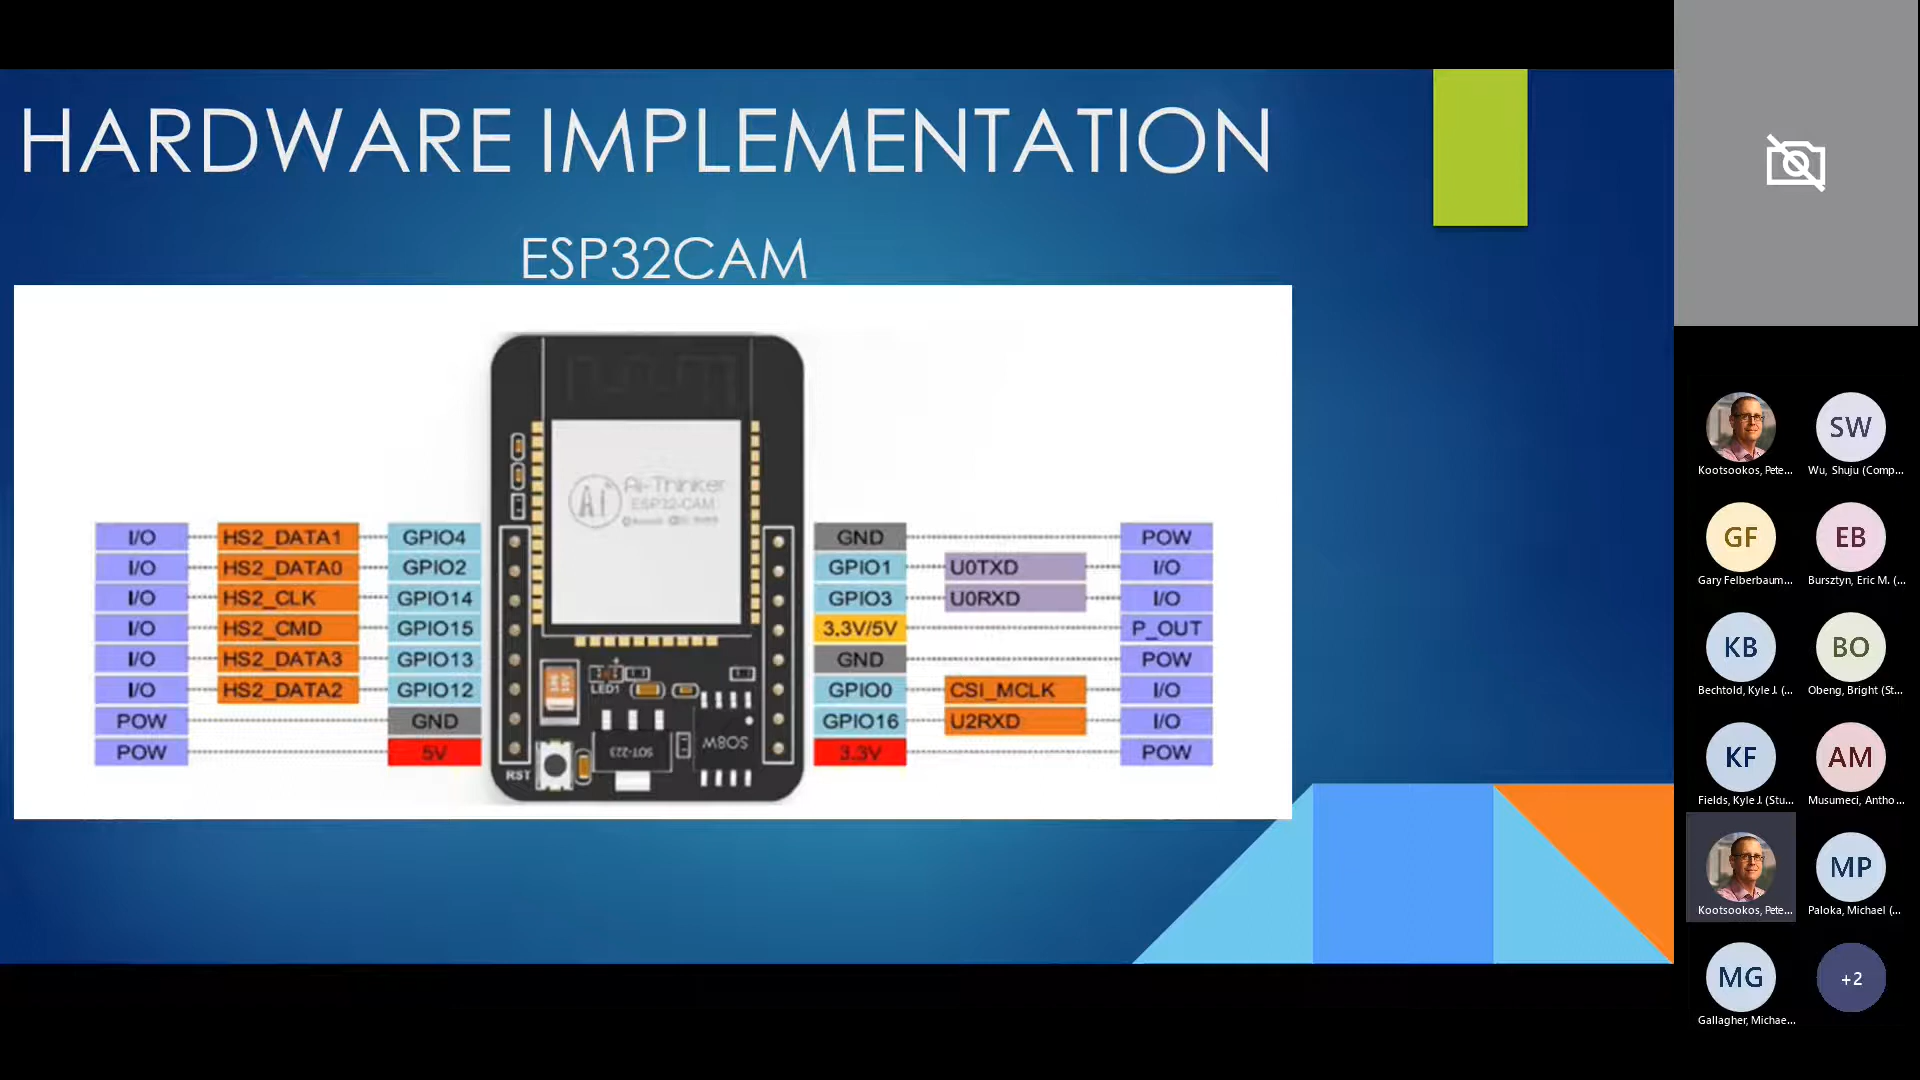 HARDWARE IMPLEMENTATION
ESP32CAM
Ai-Thinker
ESP32-CAM
I/O HS2_DATA1 GPIO4
I/O HS2_DATA0 GPIO2
I/O HS2_CLK GPIO14
I/O HS2_CMD GPIO15
I/O HS2_DATA3 GPIO13
I/O HS2_DATA2 GPIO12
POW GND
POW 5V
LED1
RST
SOT-223
SO8W
GND POW
GPIO1 U0TXD I/O
GPIO3 U0RXD I/O
3.3V/5V P_OUT
GND POW
GPIO0 CSI_MCLK I/O
GPIO16 U2RXD I/O
3.3V POW
SW
Kootsookos, Pete... Wu, Shuju (Comp...
GF EB
Gary Felberbaum... Bursztyn, Eric M. (...
KB BO
Bechtold, Kyle J. (... Obeng, Bright (St...
KF AM
Fields, Kyle J. (Stu... Musumeci, Antho...
MP
Kootsookos, Pete... Paloka, Michael (...
MG +2
Gallagher, Michae...